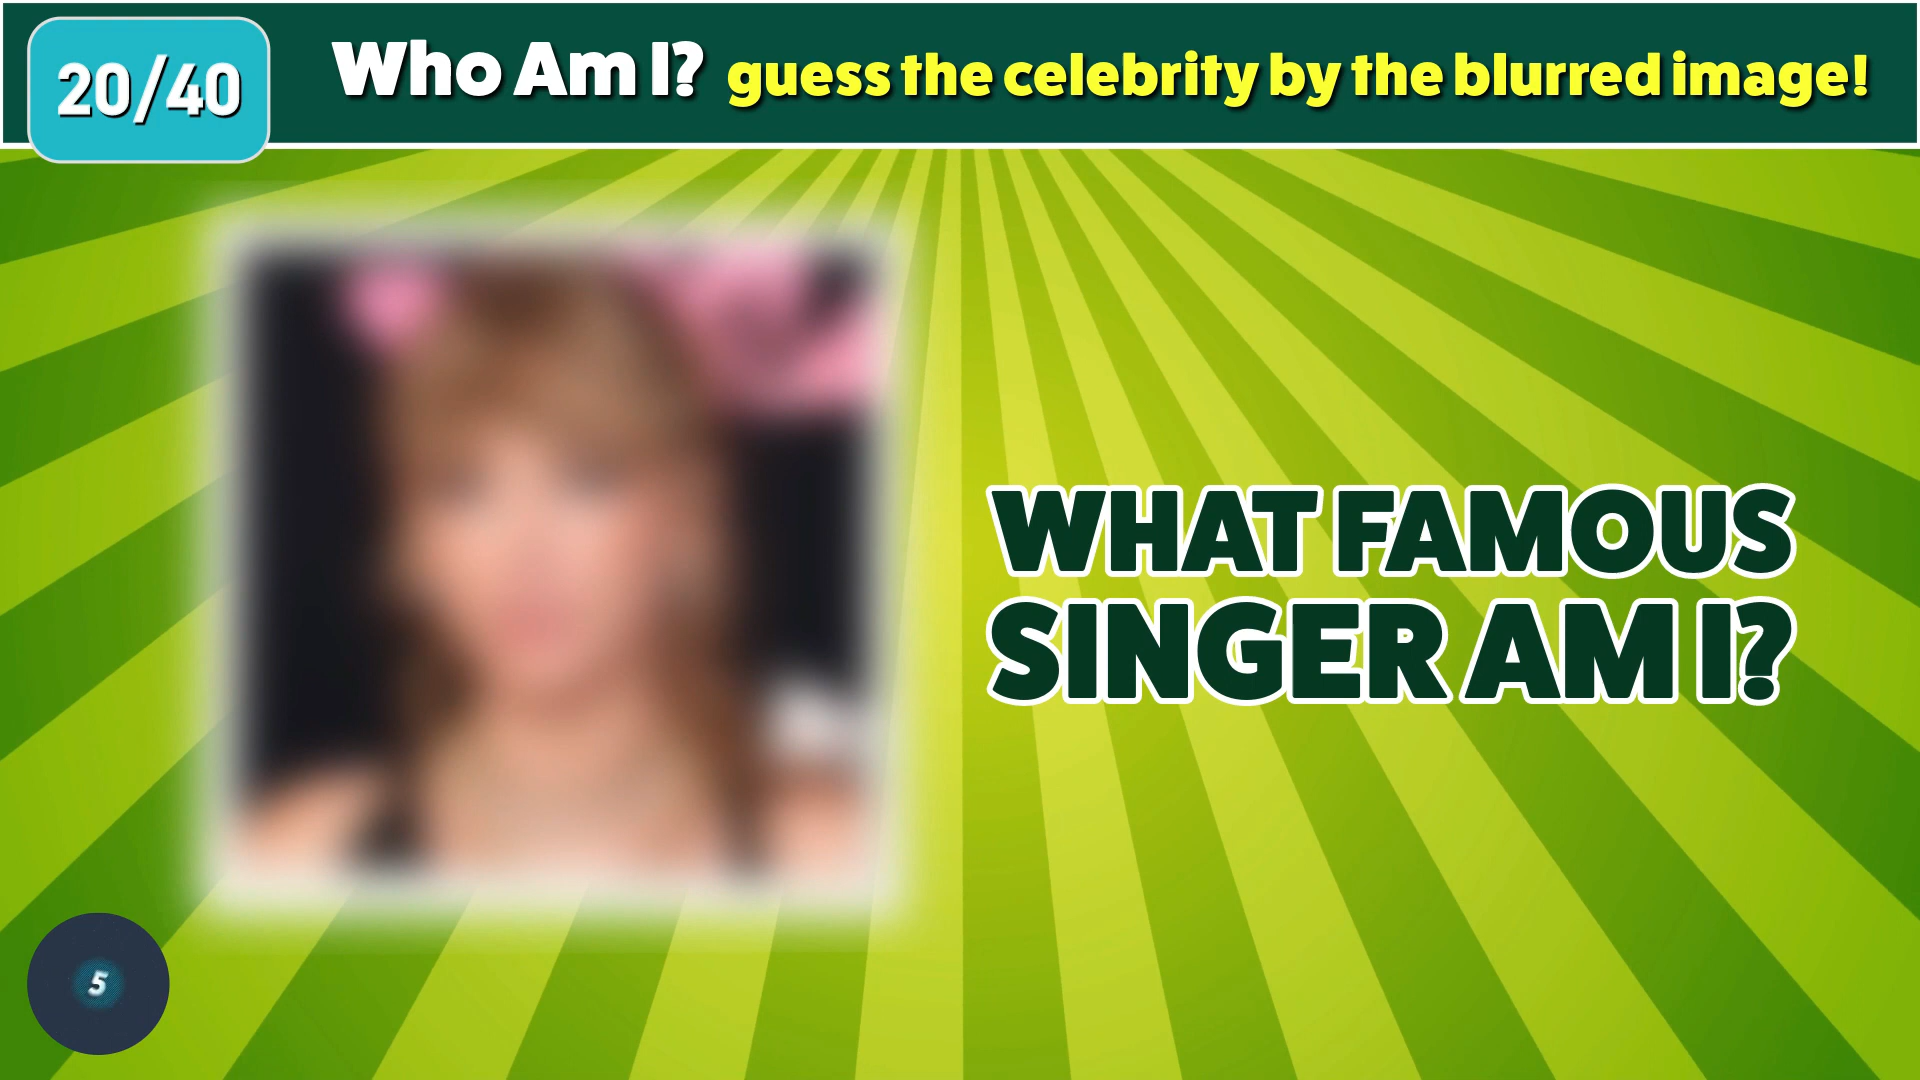 20/40
Who Am I? guess the celebrity by the blurred image!
WHAT FAMOUS
SINGER AM I?
5